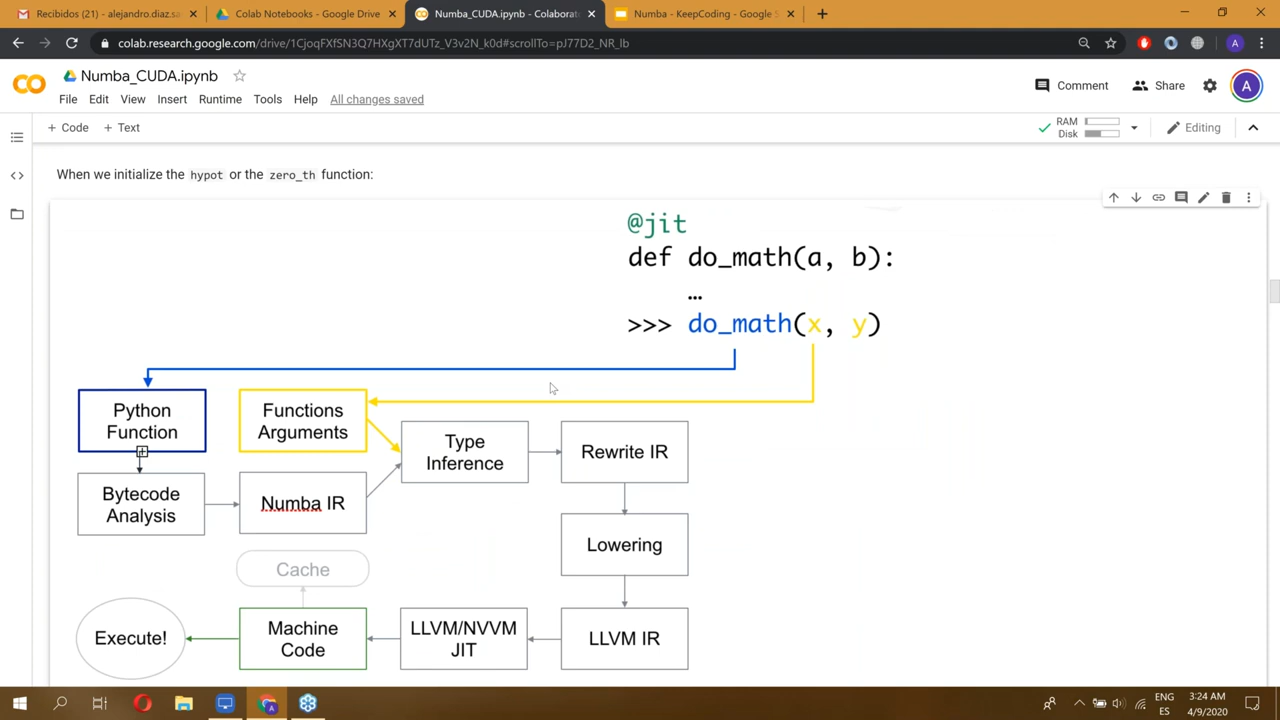 Recibidos (21) - alejandro.diaz.sa
Colab Notebooks - Google Drive
Numba_CUDA.ipynb - Colaborat
Numba - KeepCoding - Google S
colab.research.google.com/drive/1CjoqFXfSN3Q7HXgXT7dUTz_V3v2N_k0d#scrollTo=pJ77D2_NR_lb
A
CO
Numba_CUDA.ipynb
Comment
Share
A
File Edit View Insert Runtime Tools Help All changes saved
+ Code + Text
RAM
Disk
Editing
When we initialize the hypot or the zero_th function:
@jit
def do_math(a, b):
…
>>> do_math(x, y)
Python
Function
Functions
Arguments
Type
Inference
Rewrite IR
Bytecode
Analysis
Numba IR
Lowering
Cache
Execute!
Machine
Code
LLVM/NVVM
JIT
LLVM IR
ENG
ES
3:24 AM
4/9/2020